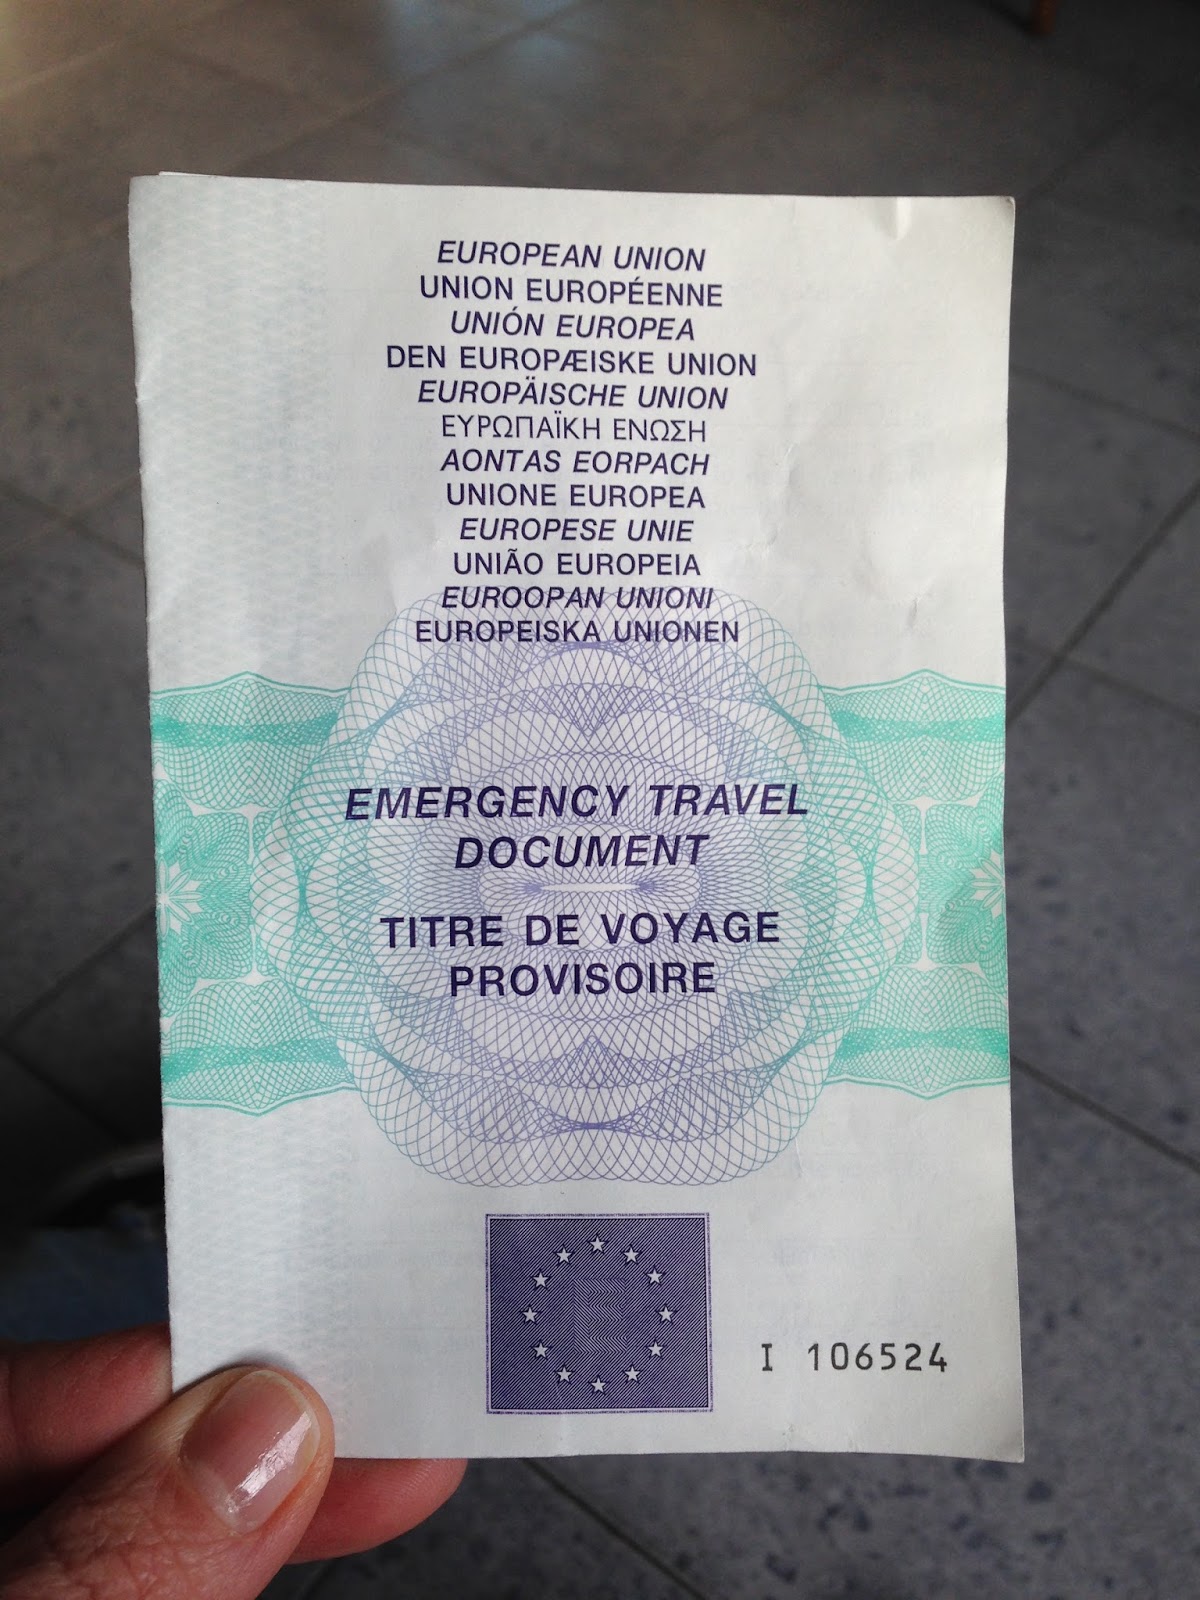 EUROPEAN UNION
UNION EUROPÉENNE
UNIÓN EUROPEA
DEN EUROPÆISKE UNION
EUROPÄISCHE UNION
ΕΥΡΩΠΑΪΚΗ ΕΝΩΣΗ
AONTAS EORPACH
UNIONE EUROPEA
EUROPESE UNIE
UNIÃO EUROPEIA
EUROOPAN UNIONI
EUROPEISKA UNIONEN
EMERGENCY TRAVEL
DOCUMENT
TITRE DE VOYAGE
PROVISOIRE
I 106524